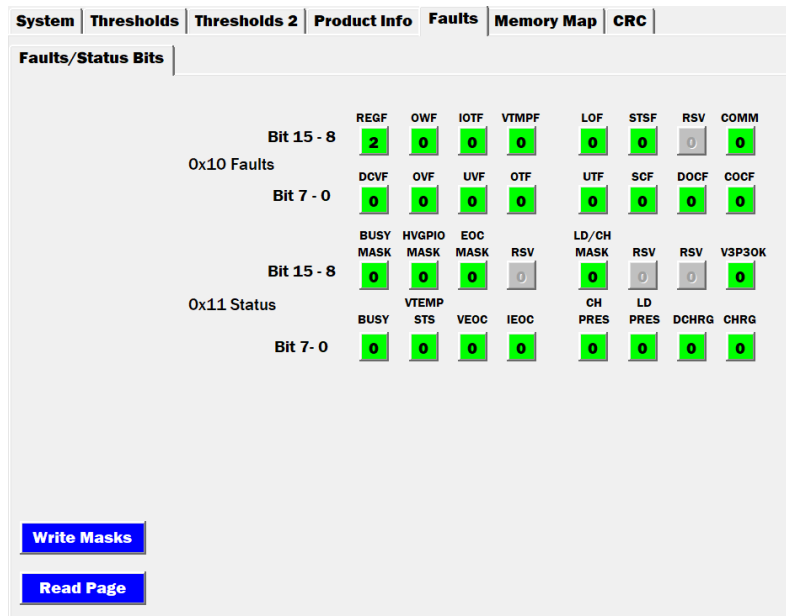 System Thresholds Thresholds 2 Product Info Faults Memory Map CRC
Faults/Status Bits
REGF OWF IOTF VTMPF LOF STSF RSV COMM
Bit 15 - 8 2 0 0 0 0 0 0 0
0x10 Faults
DCVF OVF UVF OTF UTF SCF DOCF COCF
Bit 7 - 0 0 0 0 0 0 0 0 0
BUSY HVGPIO EOC LD/CH
MASK MASK MASK RSV MASK RSV RSV V3P3OK
Bit 15 - 8 0 0 0 0 0 0 0 0
0x11 Status
VTEMP CH LD
BUSY STS VEOC IEOC PRES PRES DCHRG CHRG
Bit 7- 0 0 0 0 0 0 0 0 0
Write Masks
Read Page